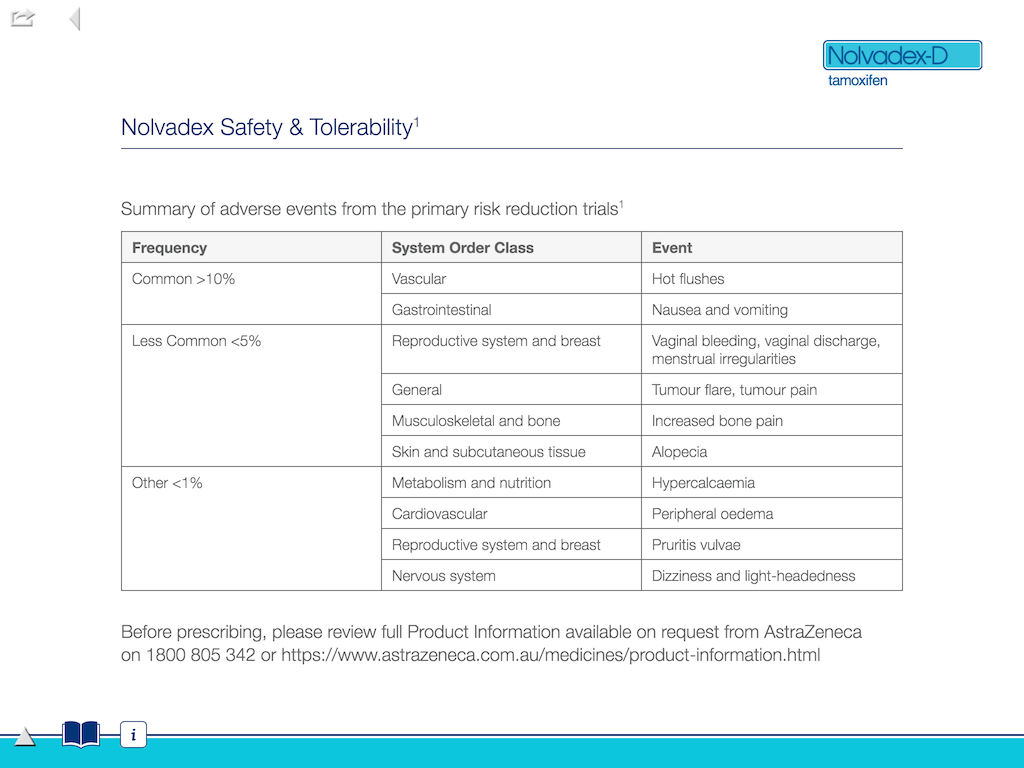 Nolvadex-D
tamoxifen
Nolvadex Safety & Tolerability1
Summary of adverse events from the primary risk reduction trials1
Frequency System Order Class Event
Common >10% Vascular Hot flushes
Gastrointestinal Nausea and vomiting
Less Common <5% Reproductive system and breast Vaginal bleeding, vaginal discharge,
menstrual irregularities
General Tumour flare, tumour pain
Musculoskeletal and bone Increased bone pain
Skin and subcutaneous tissue Alopecia
Other <1% Metabolism and nutrition Hypercalcaemia
Cardiovascular Peripheral oedema
Reproductive system and breast Pruritis vulvae
Nervous system Dizziness and light-headedness
Before prescribing, please review full Product Information available on request from AstraZeneca
on 1800 805 342 or https://www.astrazeneca.com.au/medicines/product-information.html
i